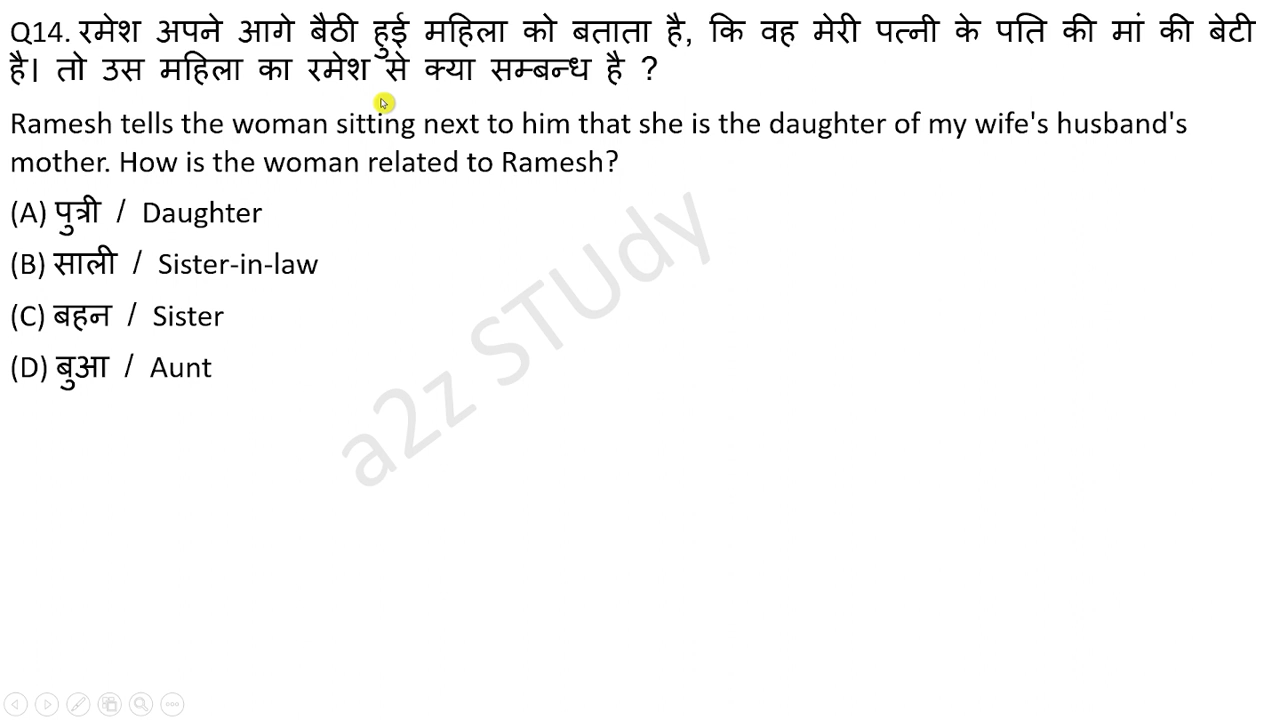 Q14. रमेश अपने आगे बैठी हुई महिला को बताता है, कि वह मेरी पत्नी के पति की मां की बेटी
है। तो उस महिला का रमेश से क्या सम्बन्ध है ?
Ramesh tells the woman sitting next to him that she is the daughter of my wife's husband's
mother. How is the woman related to Ramesh?
(A) पुत्री / Daughter
(B) साली / Sister-in-law
(C) बहन / Sister
(D) बुआ / Aunt
a2z STUdy